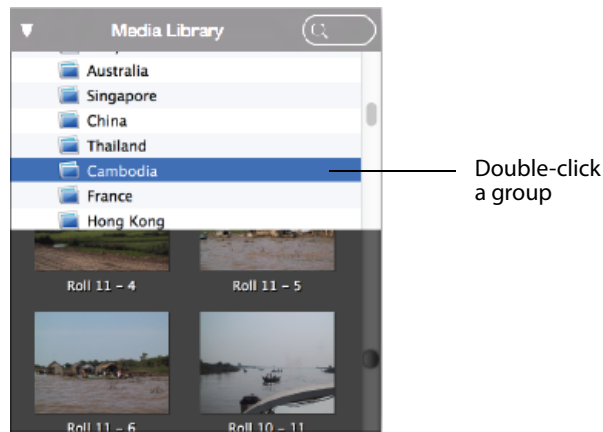 Media Library
Australia
Singapore
China
Thailand
Cambodia
France
Hong Kong
Double-click
a group
Roll 11 - 4
Roll 11 - 5
Roll 11 - 6
Roll 10 - 11